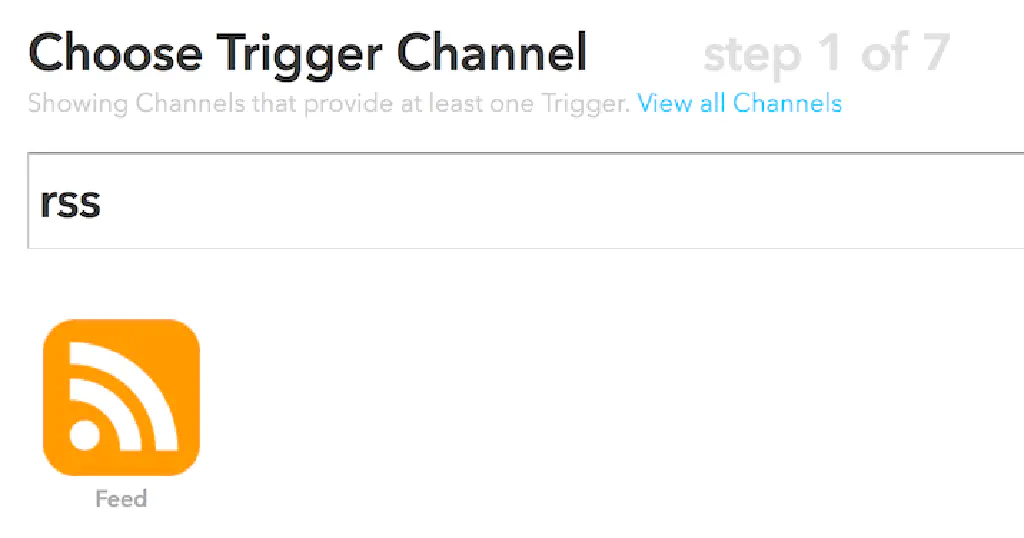 Choose Trigger Channel step 1 of 7
Showing Channels that provide at least one Trigger. View all Channels
rss
Feed